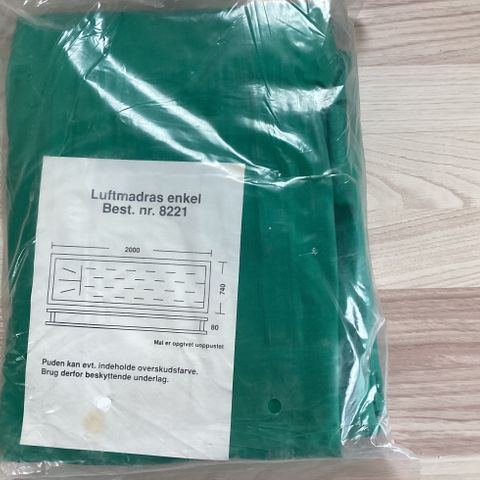 Luftmadras enkel
Best. nr. 8221
2000
740
80
Mål er opgivet uoppustet
Puden kan evt. indeholde overskudsfarve.
Brug derfor beskyttende underlag.